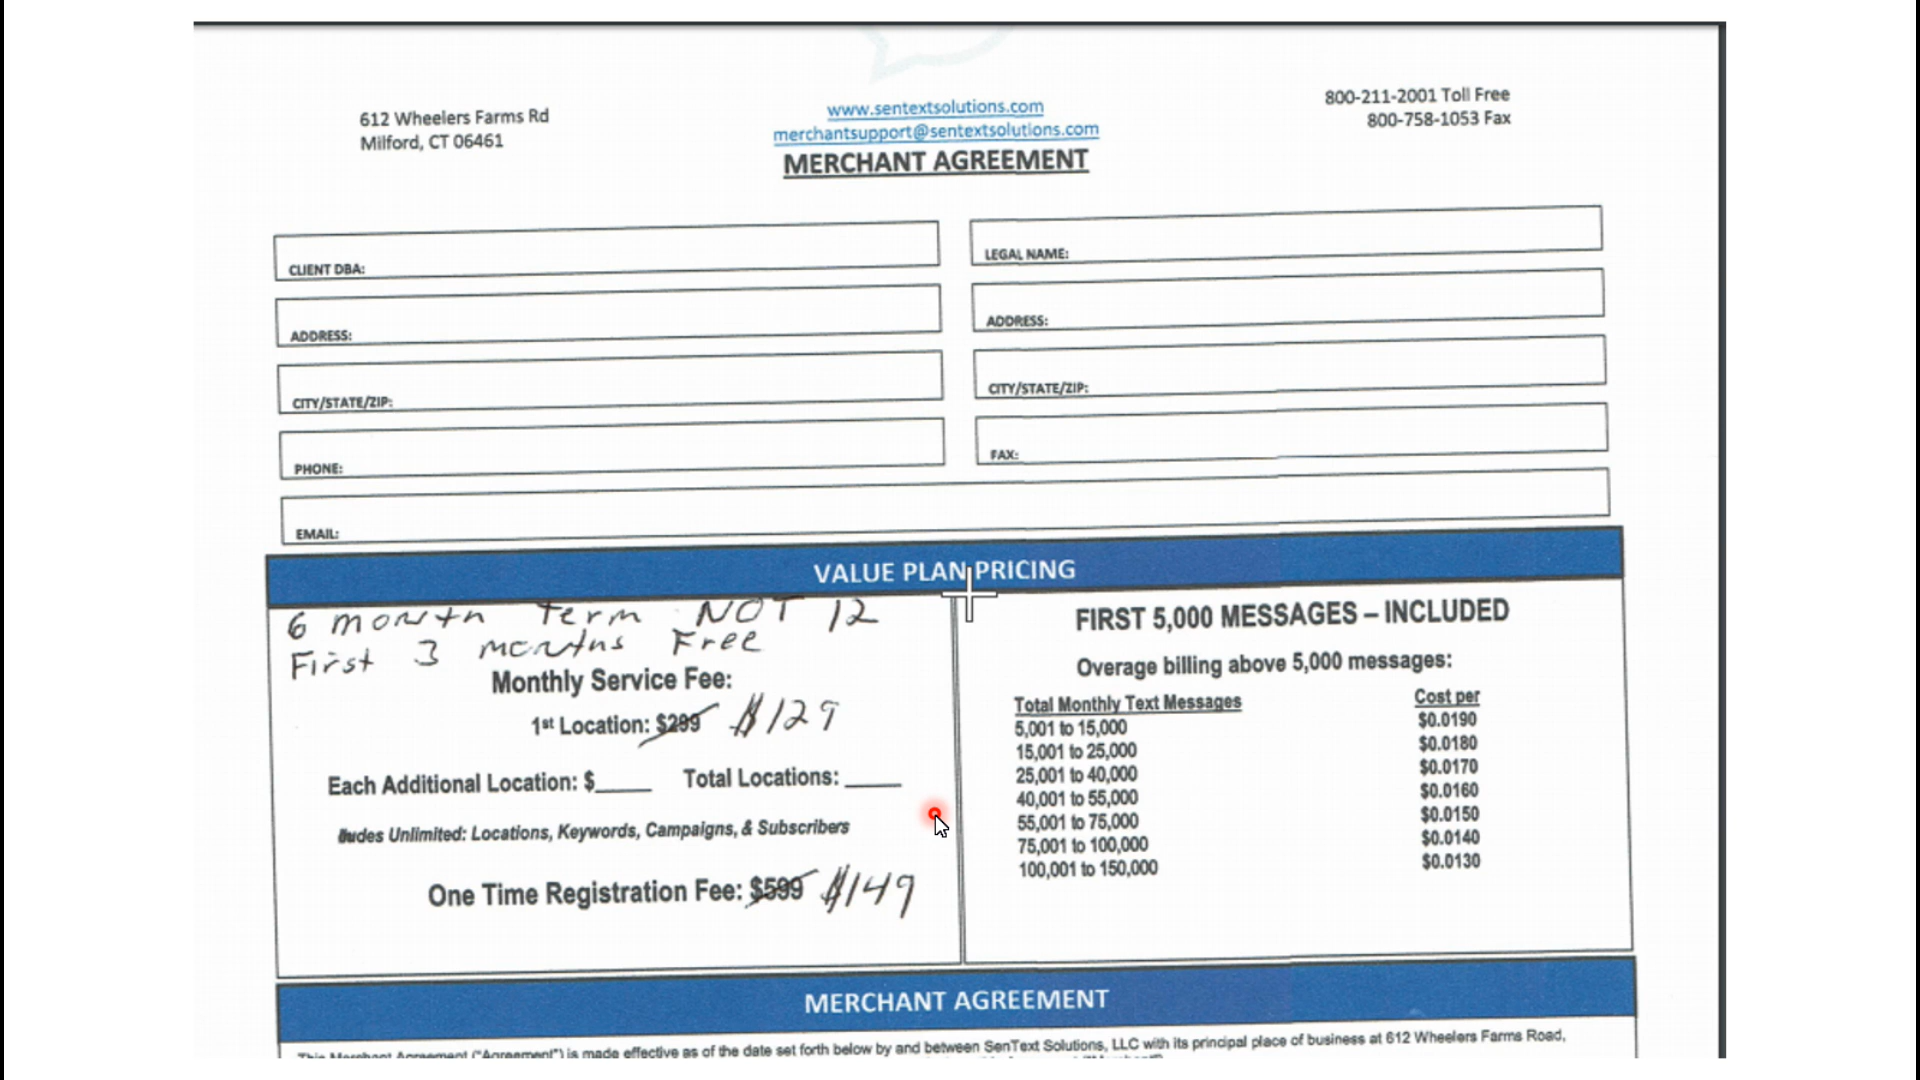 612 Wheelers Farms Rd
Milford, CT 06461
www.sentextsolutions.com
merchantsupport@sentextsolutions.com
800-211-2001 Toll Free
800-758-1053 Fax
MERCHANT AGREEMENT
CLIENT DBA:
LEGAL NAME:
ADDRESS:
ADDRESS:
CITY/STATE/ZIP:
CITY/STATE/ZIP:
PHONE:
FAX:
EMAIL:
VALUE PLAN PRICING
6 month Term NOT 12
First 3 months Free
Monthly Service Fee:
1st Location: $299 $129
Each Additional Location: $_____ Total Locations: _____
Unlimited: Locations, Keywords, Campaigns, & Subscribers
One Time Registration Fee: $599 $149
FIRST 5,000 MESSAGES – INCLUDED
Overage billing above 5,000 messages:
Total Monthly Text Messages Cost per
5,001 to 15,000 $0.0190
15,001 to 25,000 $0.0180
25,001 to 40,000 $0.0170
40,001 to 55,000 $0.0160
55,001 to 75,000 $0.0150
75,001 to 100,000 $0.0140
100,001 to 150,000 $0.0130
MERCHANT AGREEMENT
This Merchant Agreement ("Agreement") is made effective as of the date set forth below by and between SenText Solutions, LLC with its principal place of business at 612 Wheelers Farms Road,